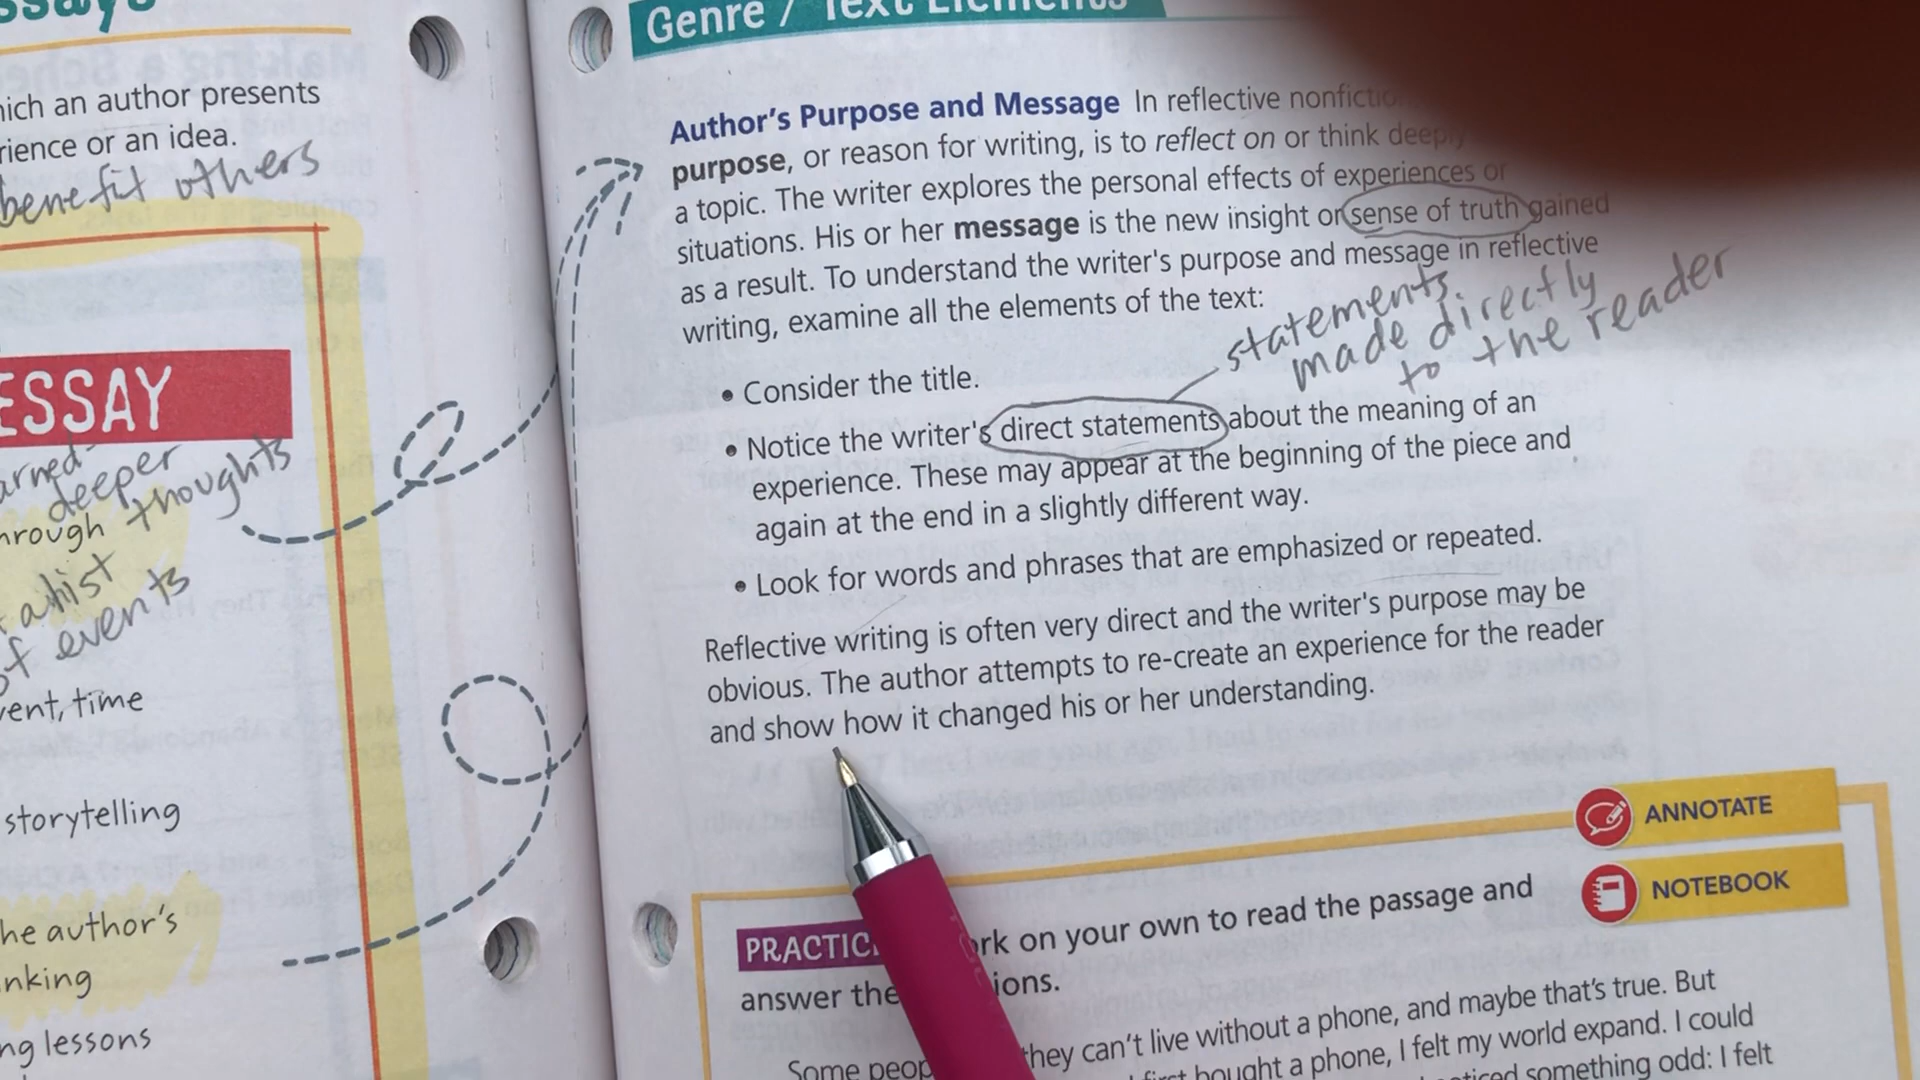 ich an author presents
rience or an idea.
benefit others
ESSAY
arned-
deeper
hrough thoughts
a list
of events
vent, time
storytelling
he author's
nking
ng lessons
Genre / Text Elements
Author's Purpose and Message In reflective nonfictio
purpose, or reason for writing, is to reflect on or think deeply
a topic. The writer explores the personal effects of experiences or
situations. His or her message is the new insight or sense of truth gained
as a result. To understand the writer's purpose and message in reflective
writing, examine all the elements of the text:
statements
made directly
to the reader
• Consider the title.
• Notice the writer's direct statements about the meaning of an
experience. These may appear at the beginning of the piece and
again at the end in a slightly different way.
• Look for words and phrases that are emphasized or repeated.
Reflective writing is often very direct and the writer's purpose may be
obvious. The author attempts to re-create an experience for the reader
and show how it changed his or her understanding.
ANNOTATE
NOTEBOOK
PRACTIC ork on your own to read the passage and
answer the ions.
Some peop they can't live without a phone, and maybe that's true. But
first bought a phone, I felt my world expand. I could
ticed something odd: I felt